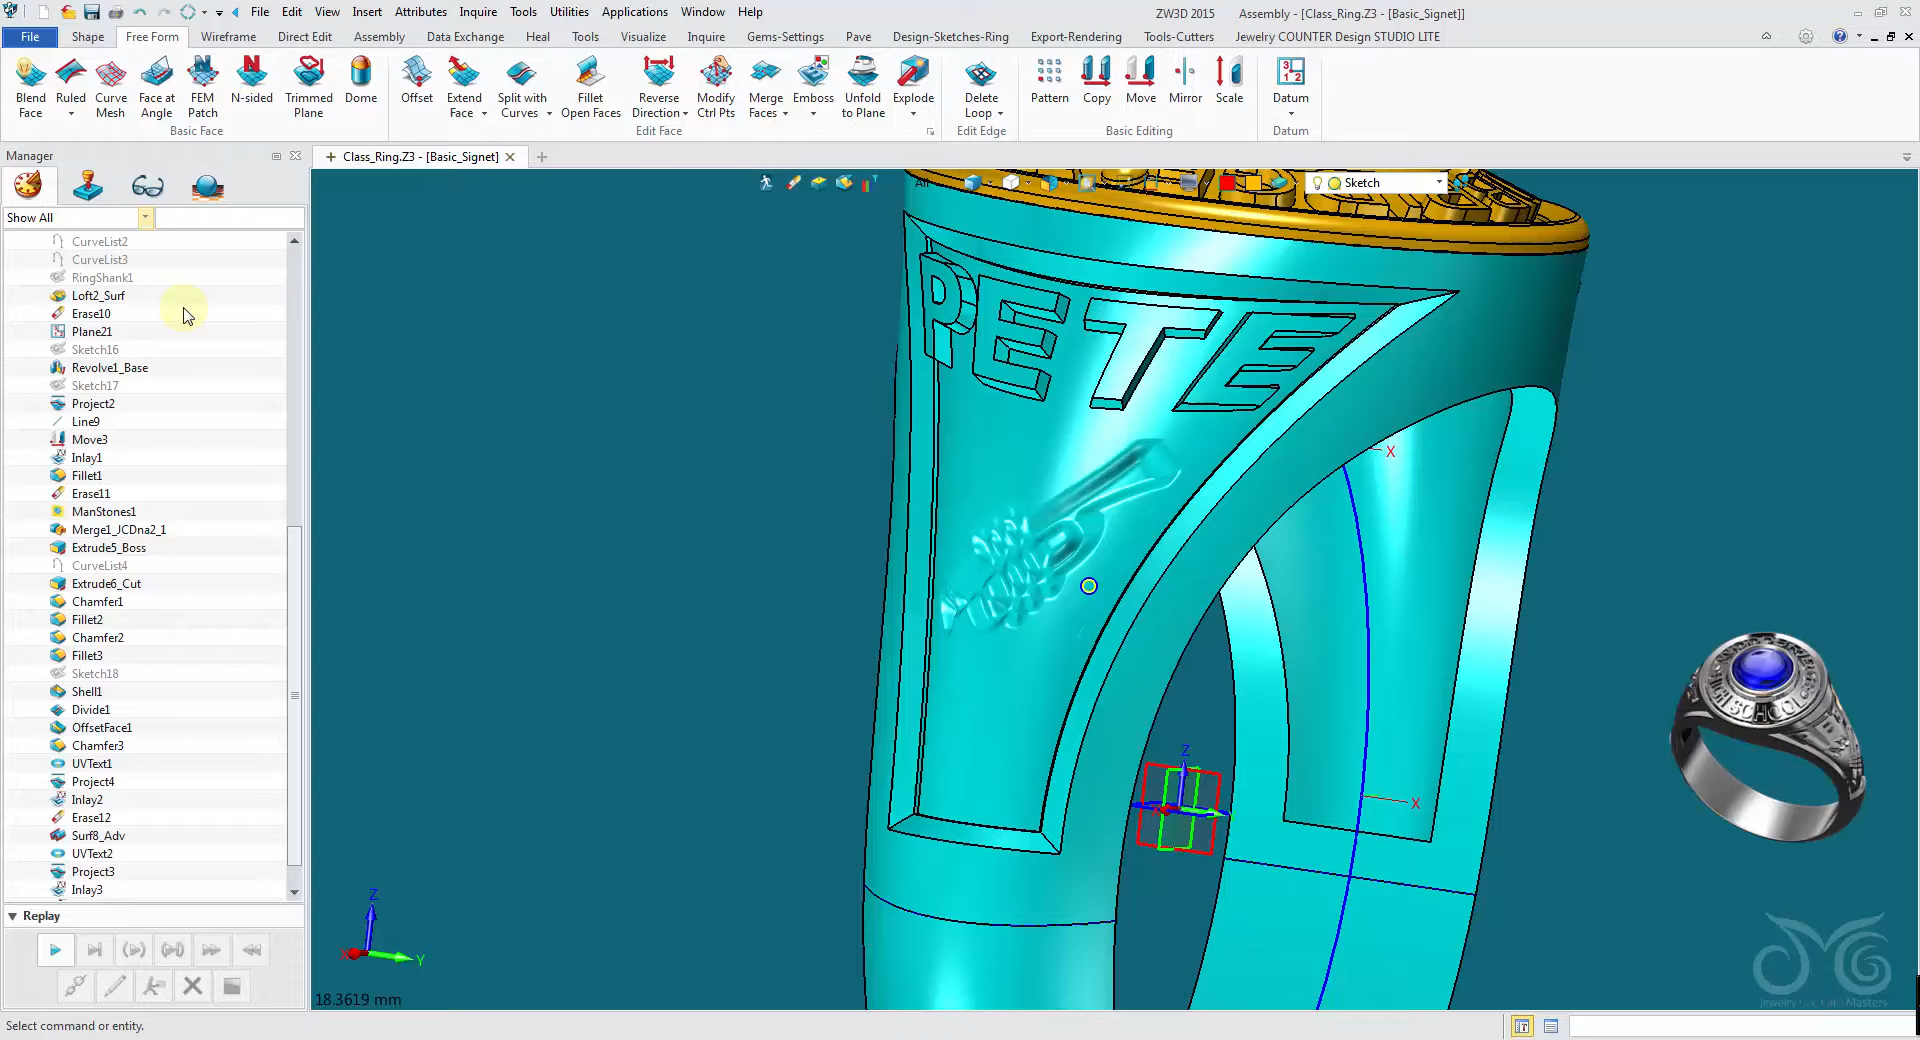 File Edit View Insert Attributes Inquire Tools Utilities Applications Window Help
ZW3D 2015 Assembly - [Class_Ring.Z3 - [Basic_Signet]]
File Shape Free Form Wireframe Direct Edit Assembly Data Exchange Heal Tools Visualize Inquire Gems-Settings Pave Design-Sketches-Ring Export-Rendering Tools-Cutters Jewelry COUNTER Design STUDIO LITE
Blend Face Ruled Curve Mesh Face at Angle FEM Patch N-sided Trimmed Plane Dome Offset Extend Face Split with Curves Fillet Open Faces Reverse Direction Modify Ctrl Pts Merge Faces Emboss Unfold to Plane Explode Delete Loop Pattern Copy Move Mirror Scale Datum
Basic Face Edit Face Edit Edge Basic Editing Datum
Manager
Class_Ring.Z3 - [Basic_Signet]
All
Sketch
Show All
CurveList2
CurveList3
RingShank1
Loft2_Surf
Erase10
Plane21
Sketch16
Revolve1_Base
Sketch17
Project2
Line9
Move3
Inlay1
Fillet1
Erase11
ManStones1
Merge1_JCDna2_1
Extrude5_Boss
CurveList4
Extrude6_Cut
Chamfer1
Fillet2
Chamfer2
Fillet3
Sketch18
Shell1
Divide1
OffsetFace1
Chamfer3
UVText1
Project4
Inlay2
Erase12
Surf8_Adv
UVText2
Project3
Inlay3
Replay
PETE
X
X
Z
X
Z
X
Y
18.3619 mm
HIGH SCHOOL
Select command or entity.